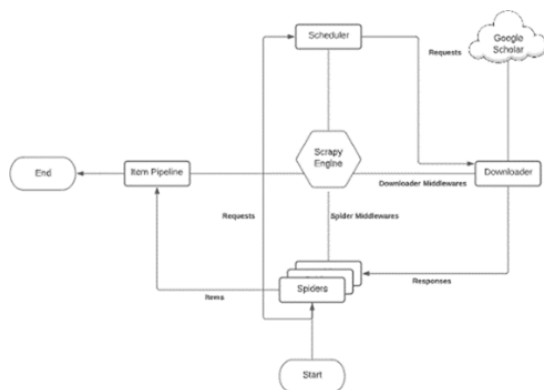 Scheduler
Requests
Google
Scholar
Scrapy
Engine
End
Item Pipeline
Downloader
Downloader Middlewares
Requests
Spider Middlewares
Items
Spiders
Responses
Start